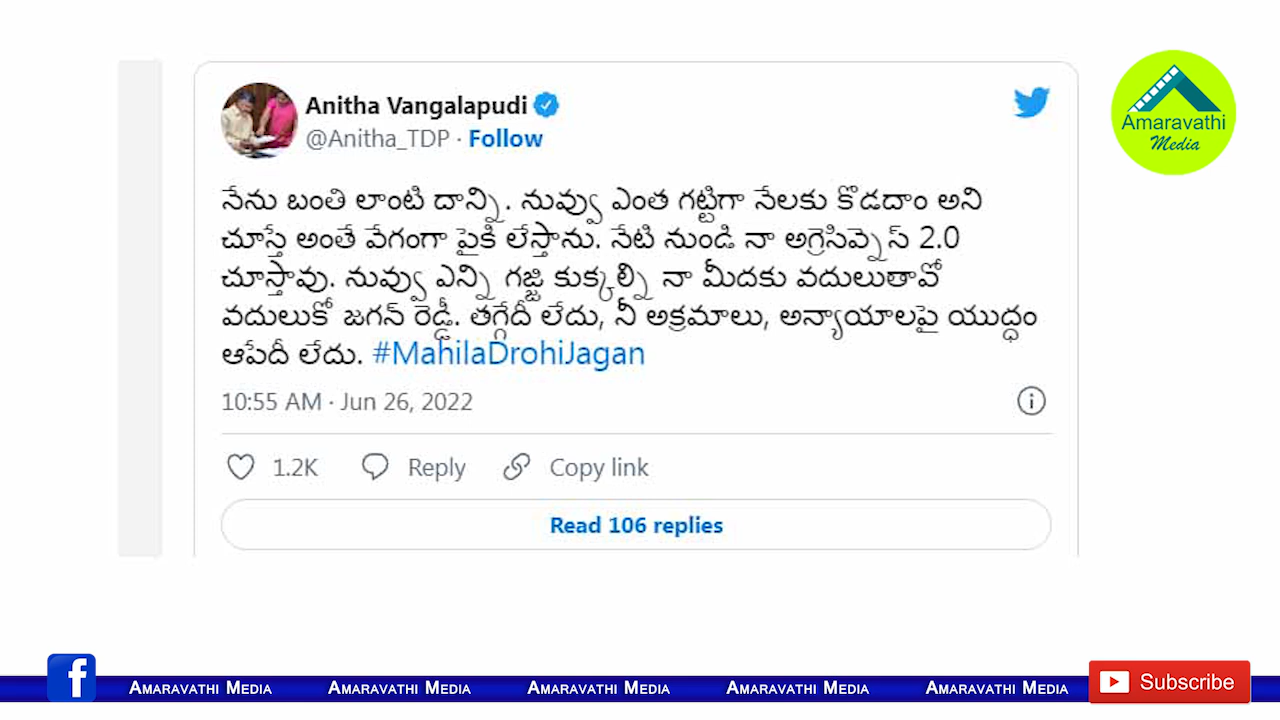 Anitha Vangalapudi
@Anitha_TDP · Follow
Amaravathi
Media
నేను బంతి లాంటి దాన్ని. నువ్వు ఎంత గట్టిగా నేలకు కొడదాం అని
చూస్తే అంతే వేగంగా పైకి లేస్తాను. నేటి నుండి నా అగ్రెసివ్నెస్ 2.0
చూస్తావు. నువ్వు ఎన్ని గజ్జి కుక్కల్ని నా మీదకు వదులుతావో
వదులుకో జగన్ రెడ్డీ. తగ్గేదీ లేదు, నీ అక్రమాలు, అన్యాయాలపై యుద్ధం
ఆపేదీ లేదు. #MahilaDrohiJagan
10:55 AM · Jun 26, 2022
1.2K Reply Copy link
Read 106 replies
f Amaravathi Media Amaravathi Media Amaravathi Media Amaravathi Media Amaravathi Media Subscribe